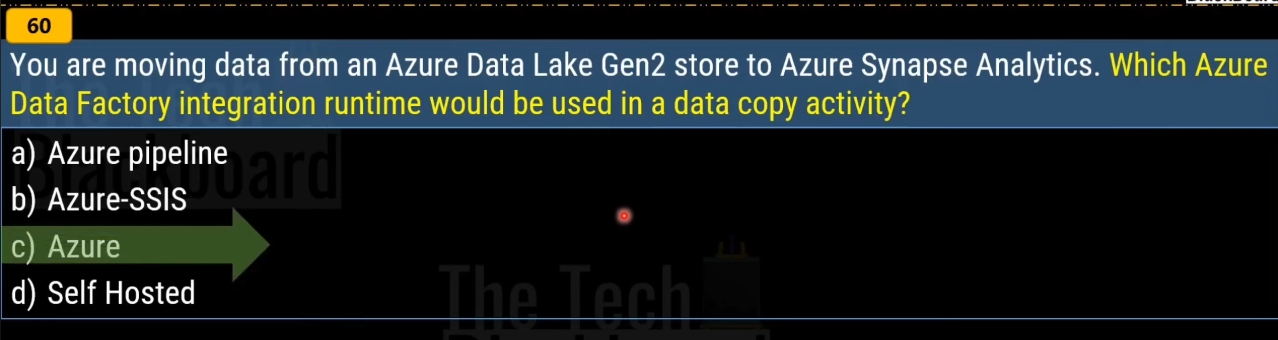 60
You are moving data from an Azure Data Lake Gen2 store to Azure Synapse Analytics. Which Azure
Data Factory integration runtime would be used in a data copy activity?
a) Azure pipeline
b) Azure-SSIS
c) Azure
d) Self Hosted
Blackboard
The Tech